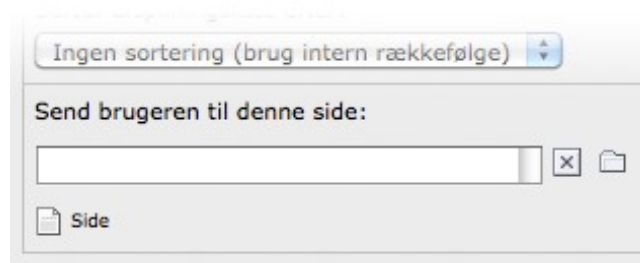 Ingen sortering (brug intern rækkefølge)
Send brugeren til denne side:
Side